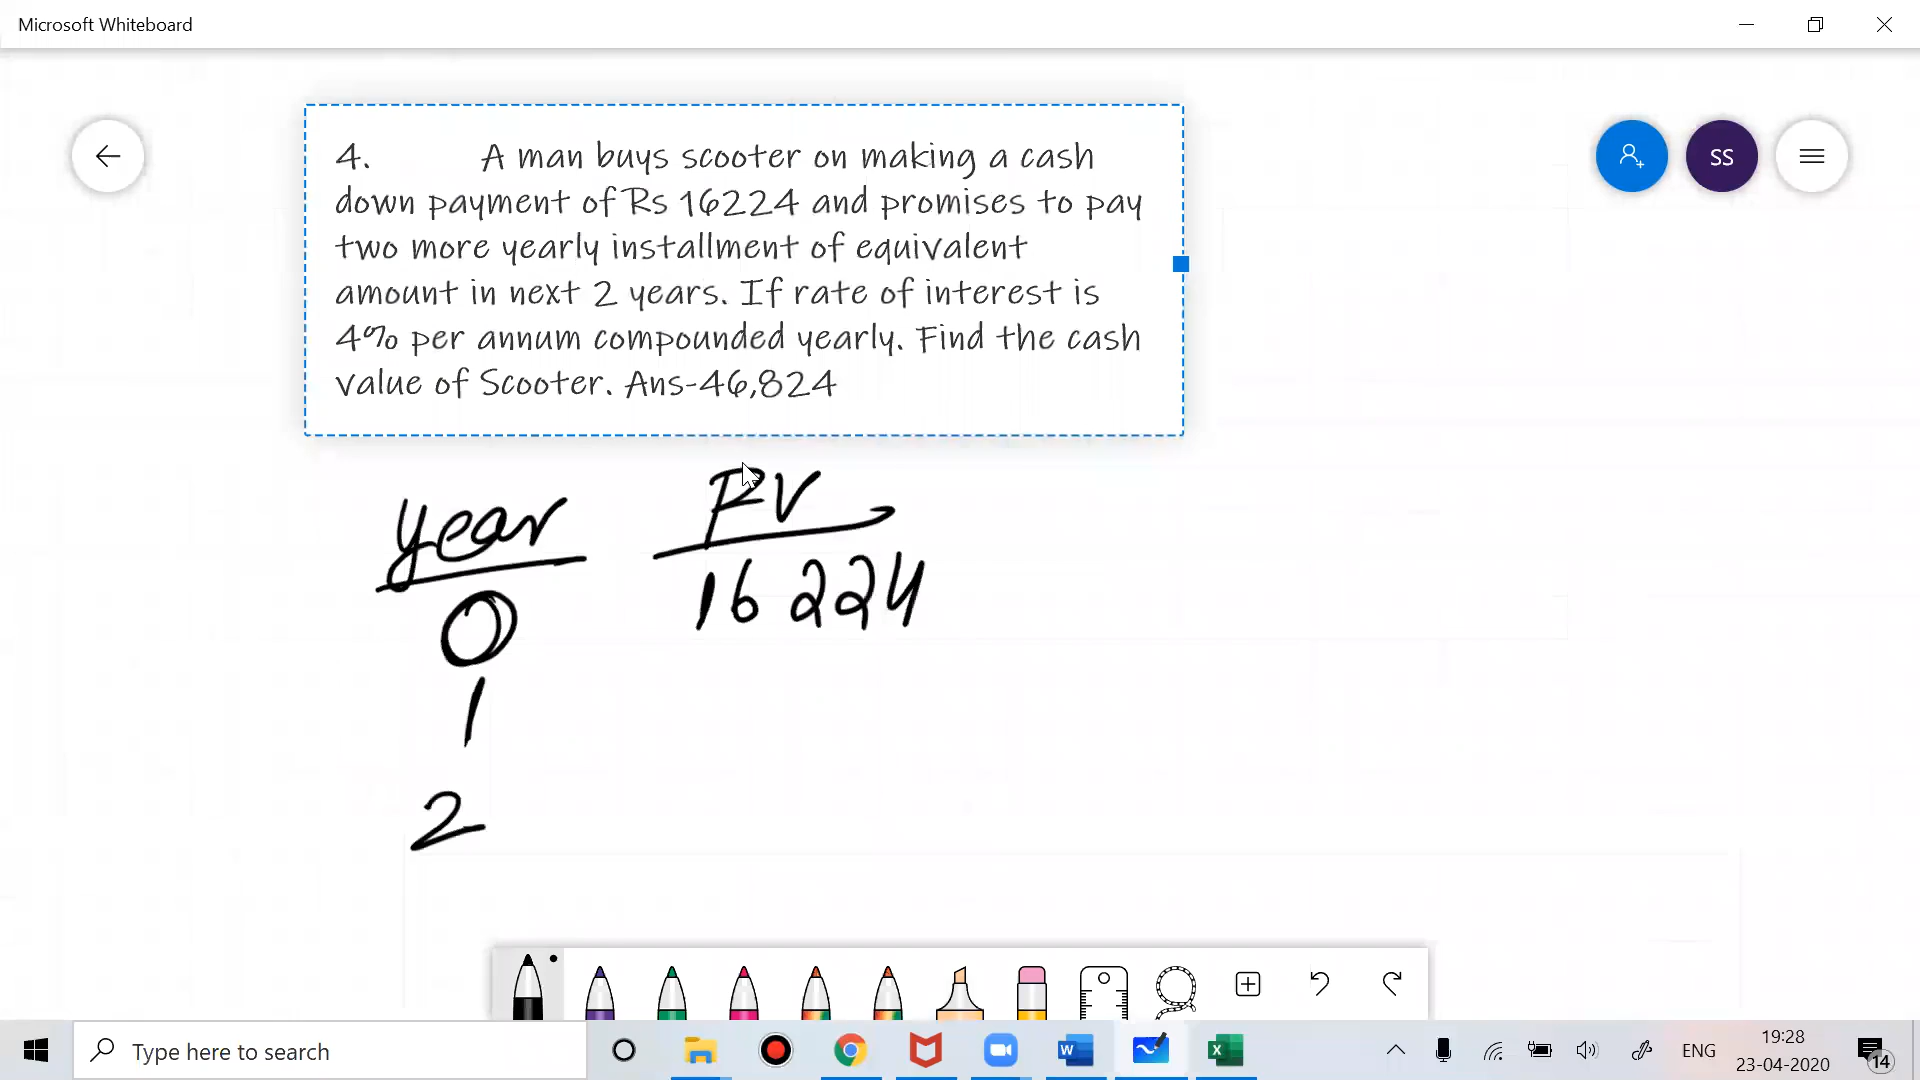 Microsoft Whiteboard
4. A man buys scooter on making a cash
down payment of Rs 16224 and promises to pay
two more yearly installment of equivalent
amount in next 2 years. If rate of interest is
4% per annum compounded yearly. Find the cash
value of Scooter. Ans-46,824
SS
year PV
0 16224
1
2
Type here to search
ENG
19:28
23-04-2020
14